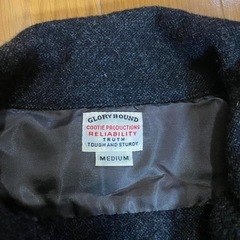 GLORY BOUND
COOTIE PRODUCTIONS
RELIABILITY
TRUTH
TOUGH AND STURDY
MEDIUM